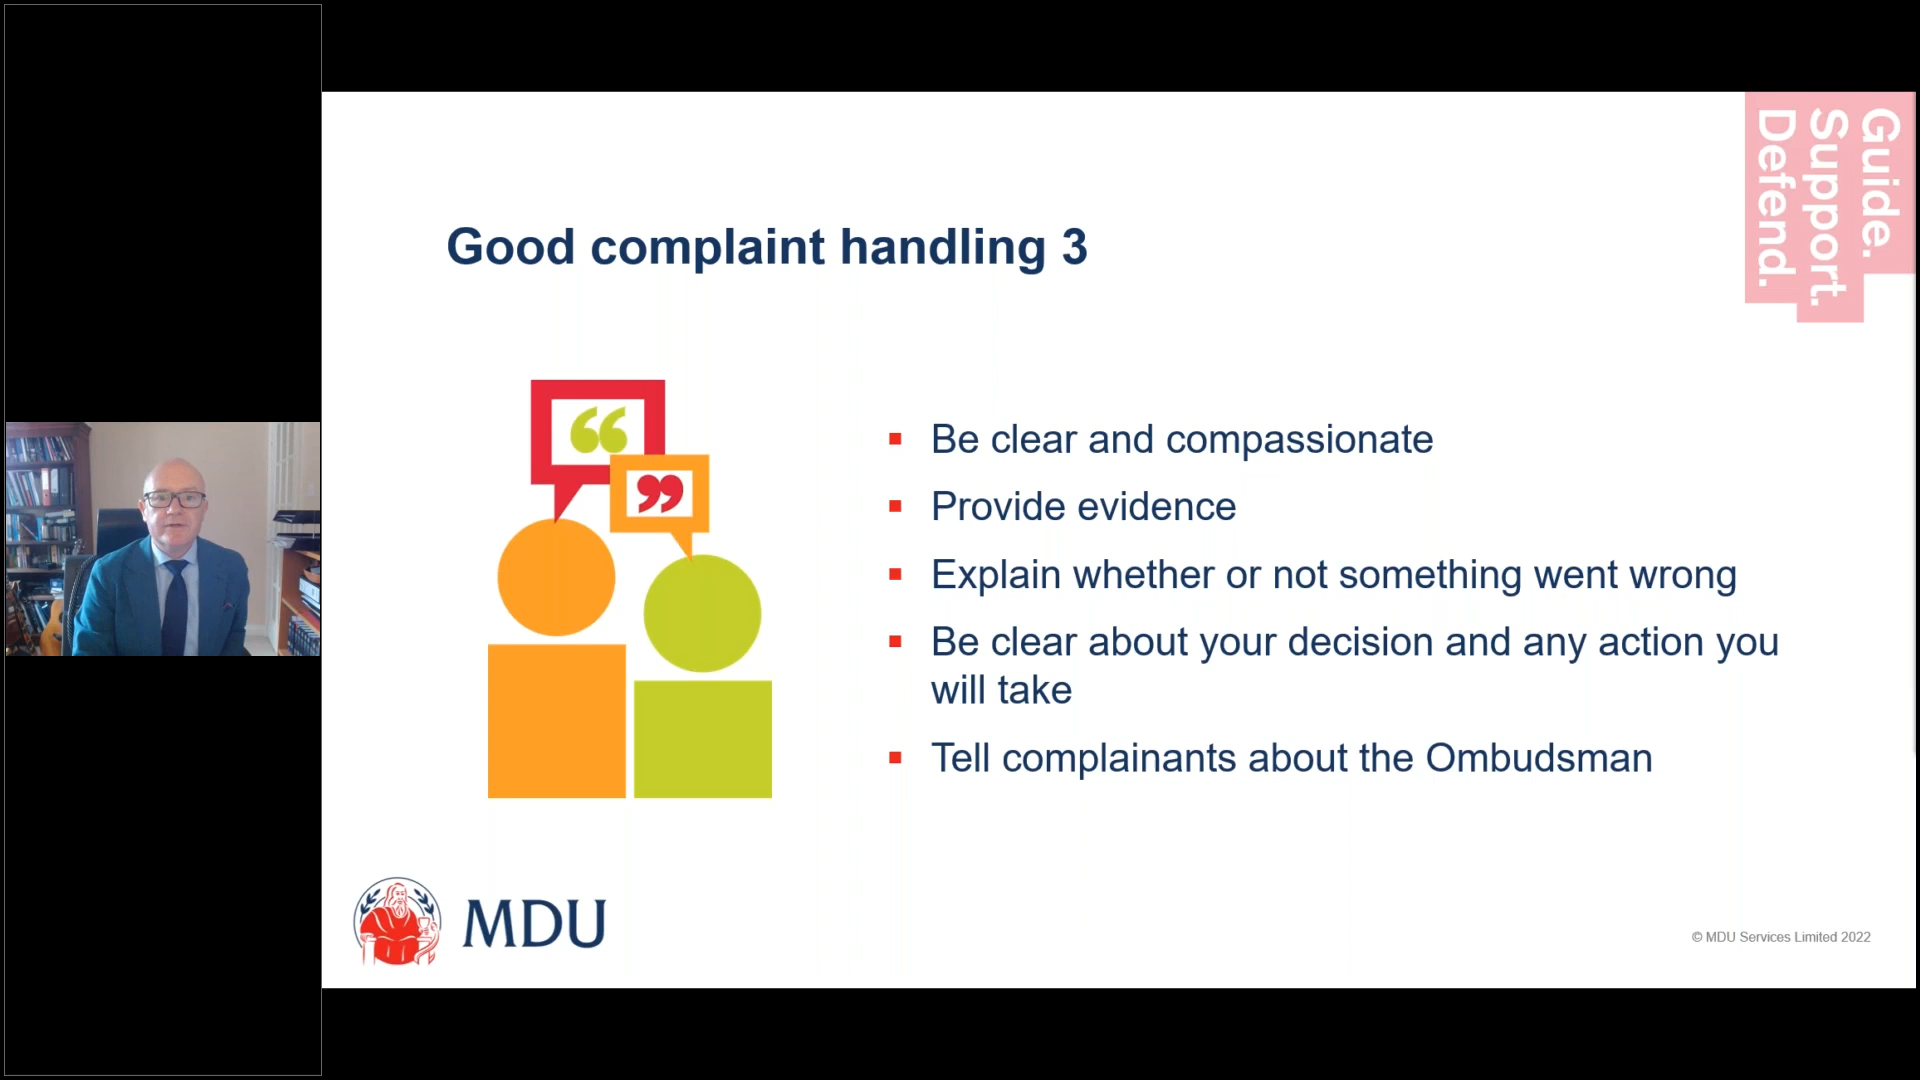 Guide.
Support.
Defend.
Good complaint handling 3
“
”
▪ Be clear and compassionate
▪ Provide evidence
▪ Explain whether or not something went wrong
▪ Be clear about your decision and any action you
will take
▪ Tell complainants about the Ombudsman
MDU
© MDU Services Limited 2022